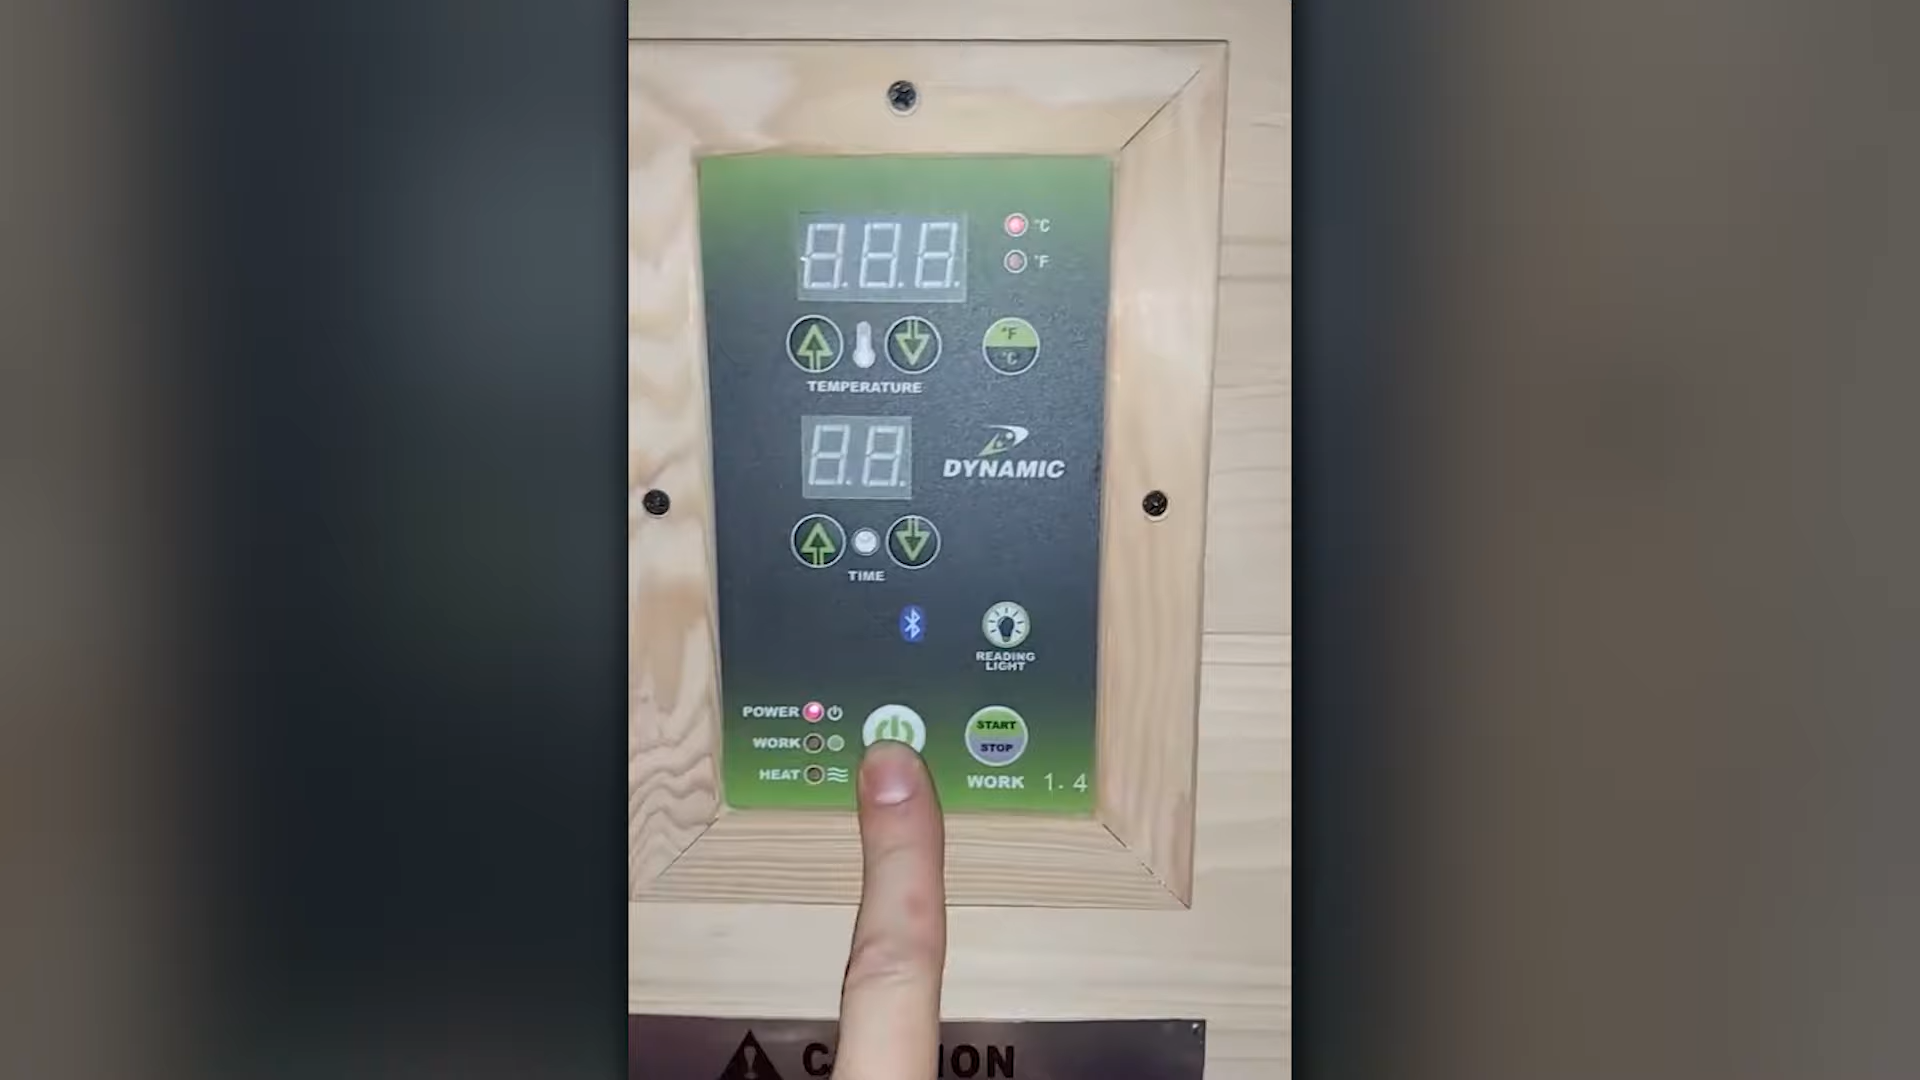 °C
°F
°F
°C
TEMPERATURE
DYNAMIC
TIME
READING
LIGHT
POWER
WORK
HEAT
START
STOP
WORK 1.4